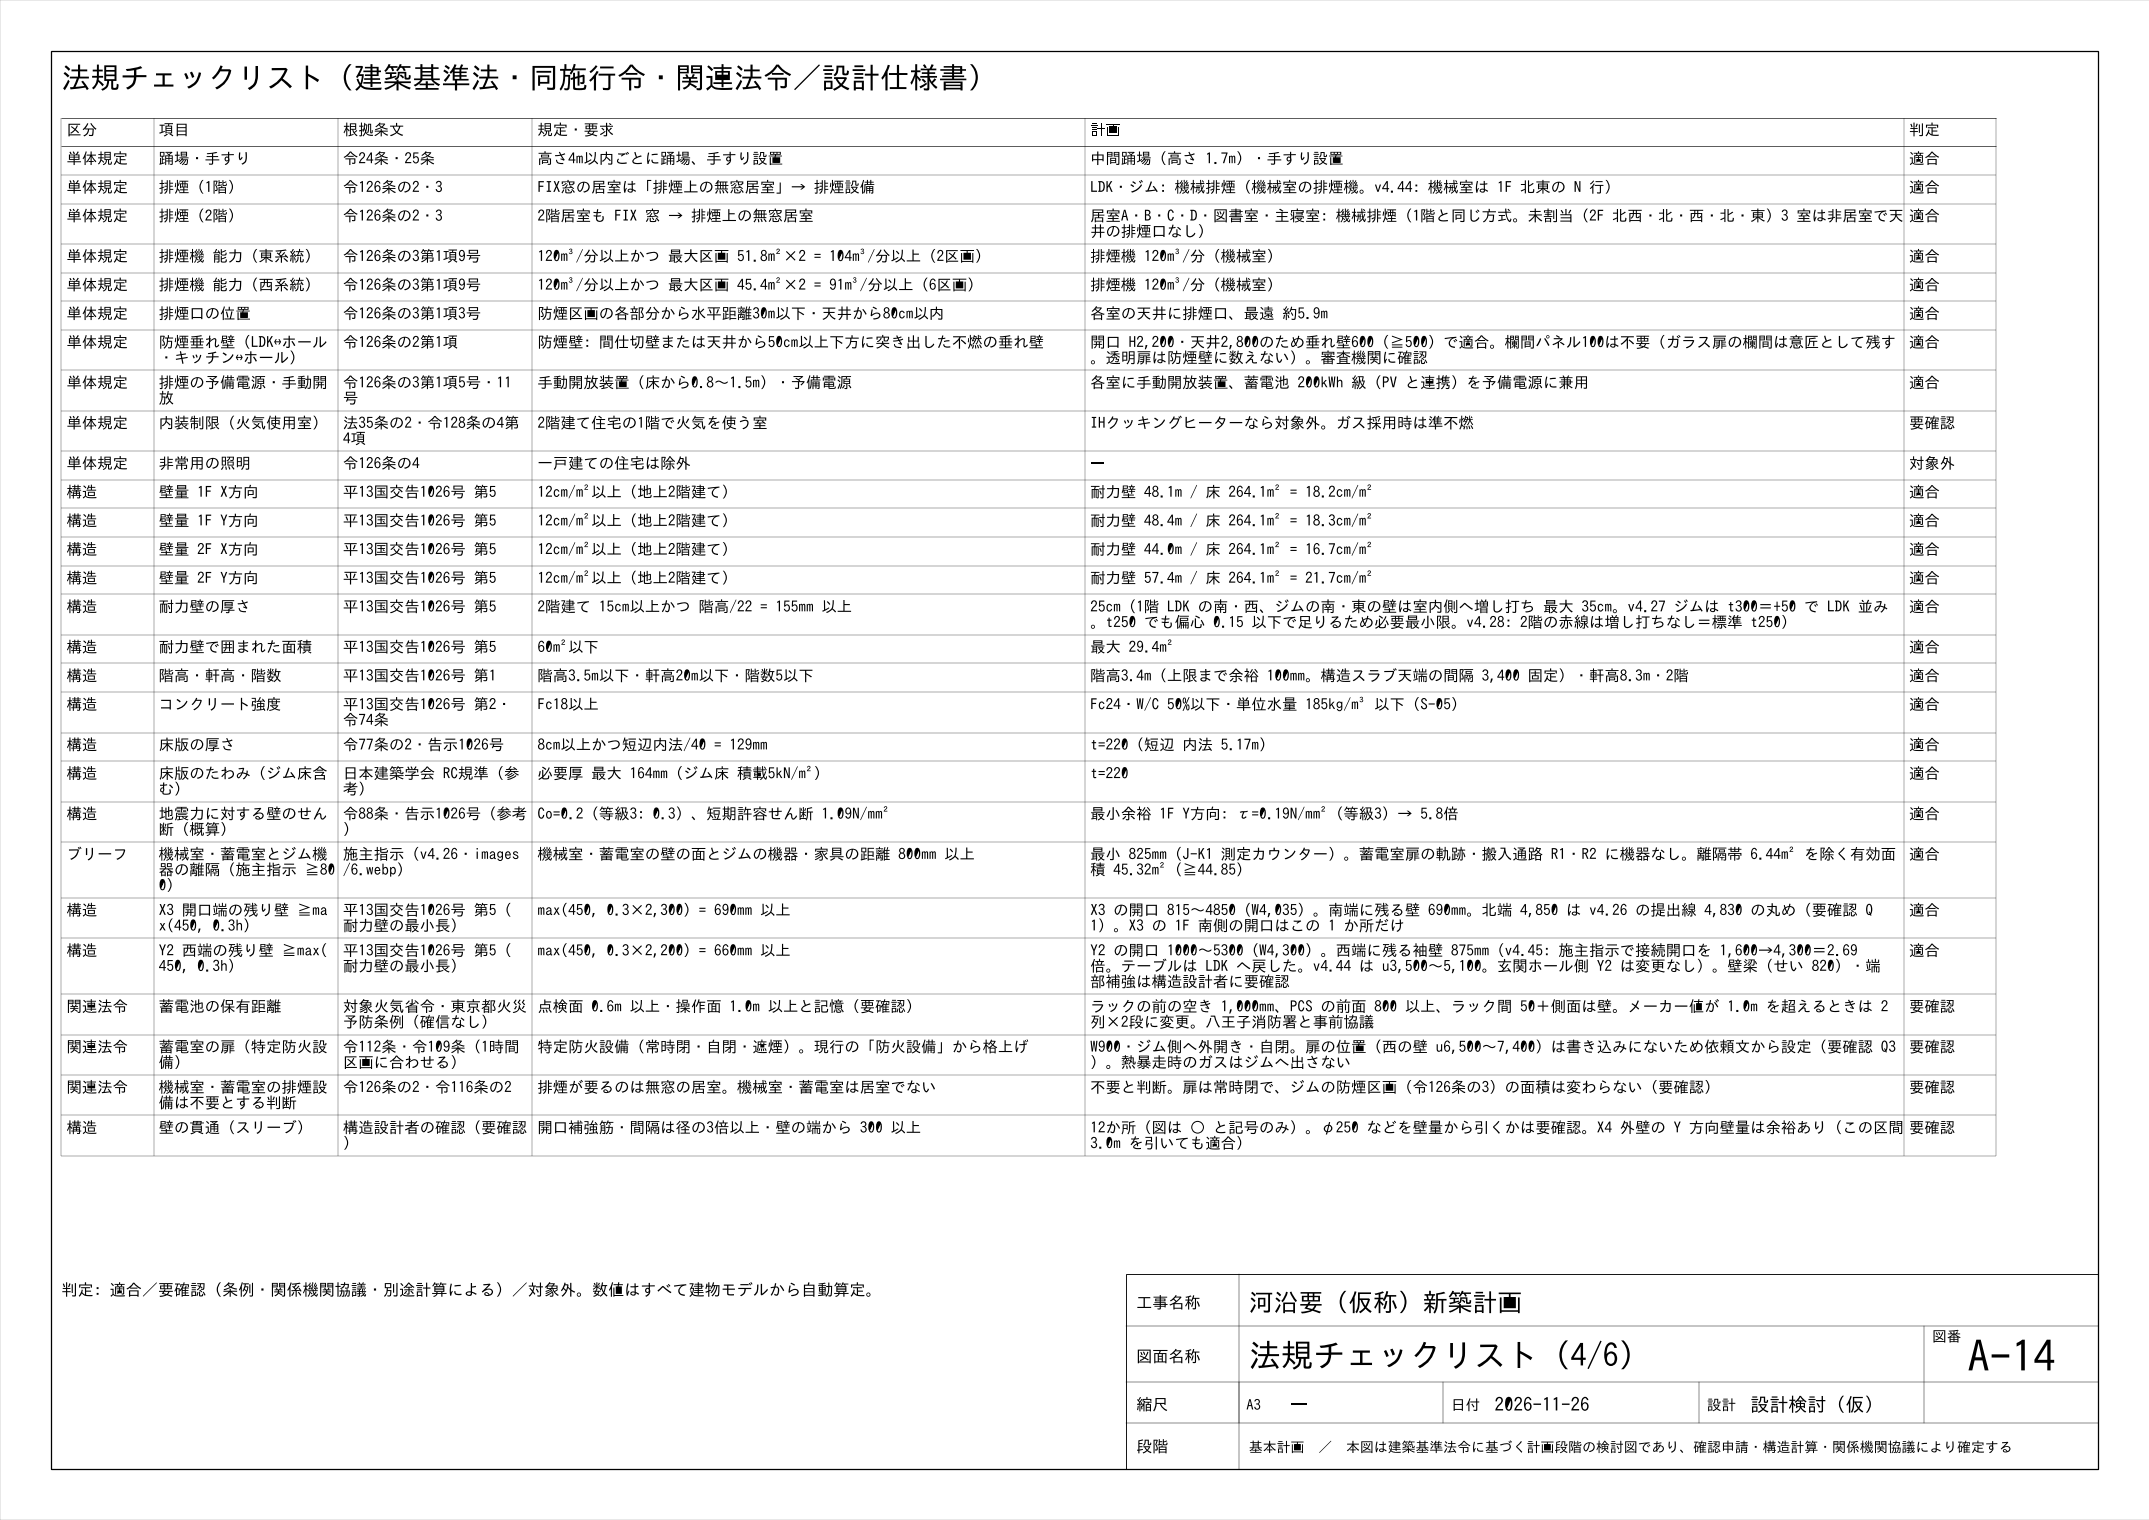 法規チェックリスト（建築基準法・同施行令・関連法令／設計仕様書）
区分 項目 根拠条文 規定・要求 計画 判定
単体規定 踊場・手すり 令24条・25条 高さ4m以内ごとに踊場、手すり設置 中間踊場（高さ 1.7m）・手すり設置 適合
単体規定 排煙（1階） 令126条の2・3 FIX窓の居室は「排煙上の無窓居室」→ 排煙設備 LDK・ジム: 機械排煙（機械室の排煙機。v4.44: 機械室は 1F 北東の N 行） 適合
単体規定 排煙（2階） 令126条の2・3 2階居室も FIX 窓 → 排煙上の無窓居室 居室A・B・C・D・図書室・主寝室: 機械排煙（1階と同じ方式。未割当（2F 北西・北・西・北・東）3 室は非居室で天 適合
井の排煙口なし）
単体規定 排煙機 能力（東系統） 令126条の3第1項9号 120m³/分以上かつ 最大区画 51.8m²×2 = 104m³/分以上（2区画） 排煙機 120m³/分（機械室） 適合
単体規定 排煙機 能力（西系統） 令126条の3第1項9号 120m³/分以上かつ 最大区画 45.4m²×2 = 91m³/分以上（6区画） 排煙機 120m³/分（機械室） 適合
単体規定 排煙口の位置 令126条の3第1項3号 防煙区画の各部分から水平距離30m以下・天井から80cm以内 各室の天井に排煙口、最遠 約5.9m 適合
単体規定 防煙垂れ壁（LDK⇔ホール 令126条の2第1項 防煙壁: 間仕切壁または天井から50cm以上下方に突き出した不燃の垂れ壁 開口 H2,200・天井2,800のため垂れ壁600（≧500）で適合。欄間パネル100は不要（ガラス扉の欄間は意匠として残す 適合
・キッチン⇔ホール） 。透明扉は防煙壁に数えない）。審査機関に確認
単体規定 排煙の予備電源・手動開 令126条の3第1項5号・11 手動開放装置（床から0.8〜1.5m）・予備電源 各室に手動開放装置、蓄電池 200kWh 級（PV と連携）を予備電源に兼用 適合
放 号
単体規定 内装制限（火気使用室） 法35条の2・令128条の4第 2階建て住宅の1階で火気を使う室 IHクッキングヒーターなら対象外。ガス採用時は準不燃 要確認
4項
単体規定 非常用の照明 令126条の4 一戸建ての住宅は除外 — 対象外
構造 壁量 1F X方向 平13国交告1026号 第5 12cm/m²以上（地上2階建て） 耐力壁 48.1m / 床 264.1m² = 18.2cm/m² 適合
構造 壁量 1F Y方向 平13国交告1026号 第5 12cm/m²以上（地上2階建て） 耐力壁 48.4m / 床 264.1m² = 18.3cm/m² 適合
構造 壁量 2F X方向 平13国交告1026号 第5 12cm/m²以上（地上2階建て） 耐力壁 44.0m / 床 264.1m² = 16.7cm/m² 適合
構造 壁量 2F Y方向 平13国交告1026号 第5 12cm/m²以上（地上2階建て） 耐力壁 57.4m / 床 264.1m² = 21.7cm/m² 適合
構造 耐力壁の厚さ 平13国交告1026号 第5 2階建て 15cm以上かつ 階高/22 = 155mm 以上 25cm（1階 LDK の南・西、ジムの南・東の壁は室内側へ増し打ち 最大 35cm。v4.27 ジムは t300＝+50 で LDK 並み 適合
。t250 でも偏心 0.15 以下で足りるため必要最小限。v4.28: 2階の赤線は増し打ちなし＝標準 t250）
構造 耐力壁で囲まれた面積 平13国交告1026号 第5 60m²以下 最大 29.4m² 適合
構造 階高・軒高・階数 平13国交告1026号 第1 階高3.5m以下・軒高20m以下・階数5以下 階高3.4m（上限まで余裕 100mm。構造スラブ天端の間隔 3,400 固定）・軒高8.3m・2階 適合
構造 コンクリート強度 平13国交告1026号 第2・ Fc18以上 Fc24・W/C 50%以下・単位水量 185kg/m³ 以下（S-05） 適合
令74条
構造 床版の厚さ 令77条の2・告示1026号 8cm以上かつ短辺内法/40 = 129mm t=220（短辺 内法 5.17m） 適合
構造 床版のたわみ（ジム床含 日本建築学会 RC規準（参 必要厚 最大 164mm（ジム床 積載5kN/m²） t=220 適合
む） 考）
構造 地震力に対する壁のせん 令88条・告示1026号（参考 Co=0.2（等級3: 0.3）、短期許容せん断 1.09N/mm² 最小余裕 1F Y方向: τ=0.19N/mm²（等級3）→ 5.8倍 適合
断（概算） ）
ブリーフ 機械室・蓄電室とジム機 施主指示（v4.26・images 機械室・蓄電室の壁の面とジムの機器・家具の距離 800mm 以上 最小 825mm（J-K1 測定カウンター）。蓄電室扉の軌跡・搬入通路 R1・R2 に機器なし。離隔帯 6.44m² を除く有効面 適合
器の離隔（施主指示 ≧80 /6.webp） 積 45.32m²（≧44.85）
0）
構造 X3 開口端の残り壁 ≧ma 平13国交告1026号 第5（ max(450, 0.3×2,300) = 690mm 以上 X3 の開口 815〜4850（W4,035）。南端に残る壁 690mm。北端 4,850 は v4.26 の提出線 4,830 の丸め（要確認 Q 適合
x(450, 0.3h) 耐力壁の最小長） 1）。X3 の 1F 南側の開口はこの 1 か所だけ
構造 Y2 西端の残り壁 ≧max( 平13国交告1026号 第5（ max(450, 0.3×2,200) = 660mm 以上 Y2 の開口 1000〜5300（W4,300）。西端に残る袖壁 875mm（v4.45: 施主指示で接続開口を 1,600→4,300＝2.69 適合
450, 0.3h) 耐力壁の最小長） 倍。テーブルは LDK へ戻した。v4.44 は u3,500〜5,100。玄関ホール側 Y2 は変更なし）。壁梁（せい 820）・端
部補強は構造設計者に要確認
関連法令 蓄電池の保有距離 対象火気省令・東京都火災 点検面 0.6m 以上・操作面 1.0m 以上と記憶（要確認） ラックの前の空き 1,000mm、PCS の前面 800 以上、ラック間 50＋側面は壁。メーカー値が 1.0m を超えるときは 2 要確認
予防条例（確信なし） 列×2段に変更。八王子消防署と事前協議
関連法令 蓄電室の扉（特定防火設 令112条・令109条（1時間 特定防火設備（常時閉・自閉・遮煙）。現行の「防火設備」から格上げ W900・ジム側へ外開き・自閉。扉の位置（西の壁 u6,500〜7,400）は書き込みにないため依頼文から設定（要確認 Q3 要確認
備） 区画に合わせる） ）。熱暴走時のガスはジムへ出さない
関連法令 機械室・蓄電室の排煙設 令126条の2・令116条の2 排煙が要るのは無窓の居室。機械室・蓄電室は居室でない 不要と判断。扉は常時閉で、ジムの防煙区画（令126条の3）の面積は変わらない（要確認） 要確認
備は不要とする判断
構造 壁の貫通（スリーブ） 構造設計者の確認（要確認 開口補強筋・間隔は径の3倍以上・壁の端から 300 以上 12か所（図は ○ と記号のみ）。φ250 などを壁量から引くかは要確認。X4 外壁の Y 方向壁量は余裕あり（この区間 要確認
） 3.0m を引いても適合）
判定: 適合／要確認（条例・関係機関協議・別途計算による）／対象外。数値はすべて建物モデルから自動算定。
工事名称 河沿要（仮称）新築計画
図面名称 法規チェックリスト（4/6） 図番 A-14
縮尺 A3 — 日付 2026-11-26 設計 設計検討（仮）
段階 基本計画 ／ 本図は建築基準法令に基づく計画段階の検討図であり、確認申請・構造計算・関係機関協議により確定する